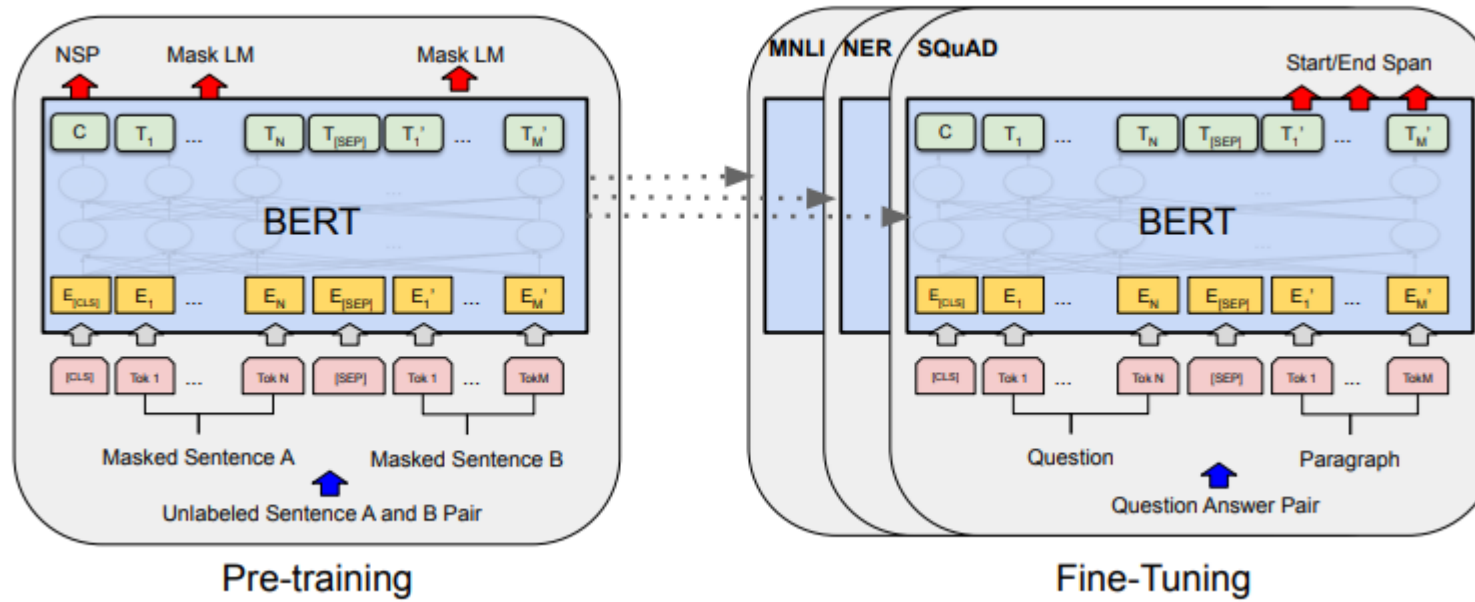 NSP Mask LM Mask LM
C T1 ... TN T[SEP] T1' ... TM'
BERT
E[CLS] E1 ... EN E[SEP] E1' ... EM'
[CLS] Tok 1 ... Tok N [SEP] Tok 1 ... TokM
Masked Sentence A Masked Sentence B
Unlabeled Sentence A and B Pair
Pre-training
MNLI NER SQuAD
Start/End Span
C T1 ... TN T[SEP] T1' ... TM'
BERT
E[CLS] E1 ... EN E[SEP] E1' ... EM'
[CLS] Tok 1 ... Tok N [SEP] Tok 1 ... TokM
Question Paragraph
Question Answer Pair
Fine-Tuning